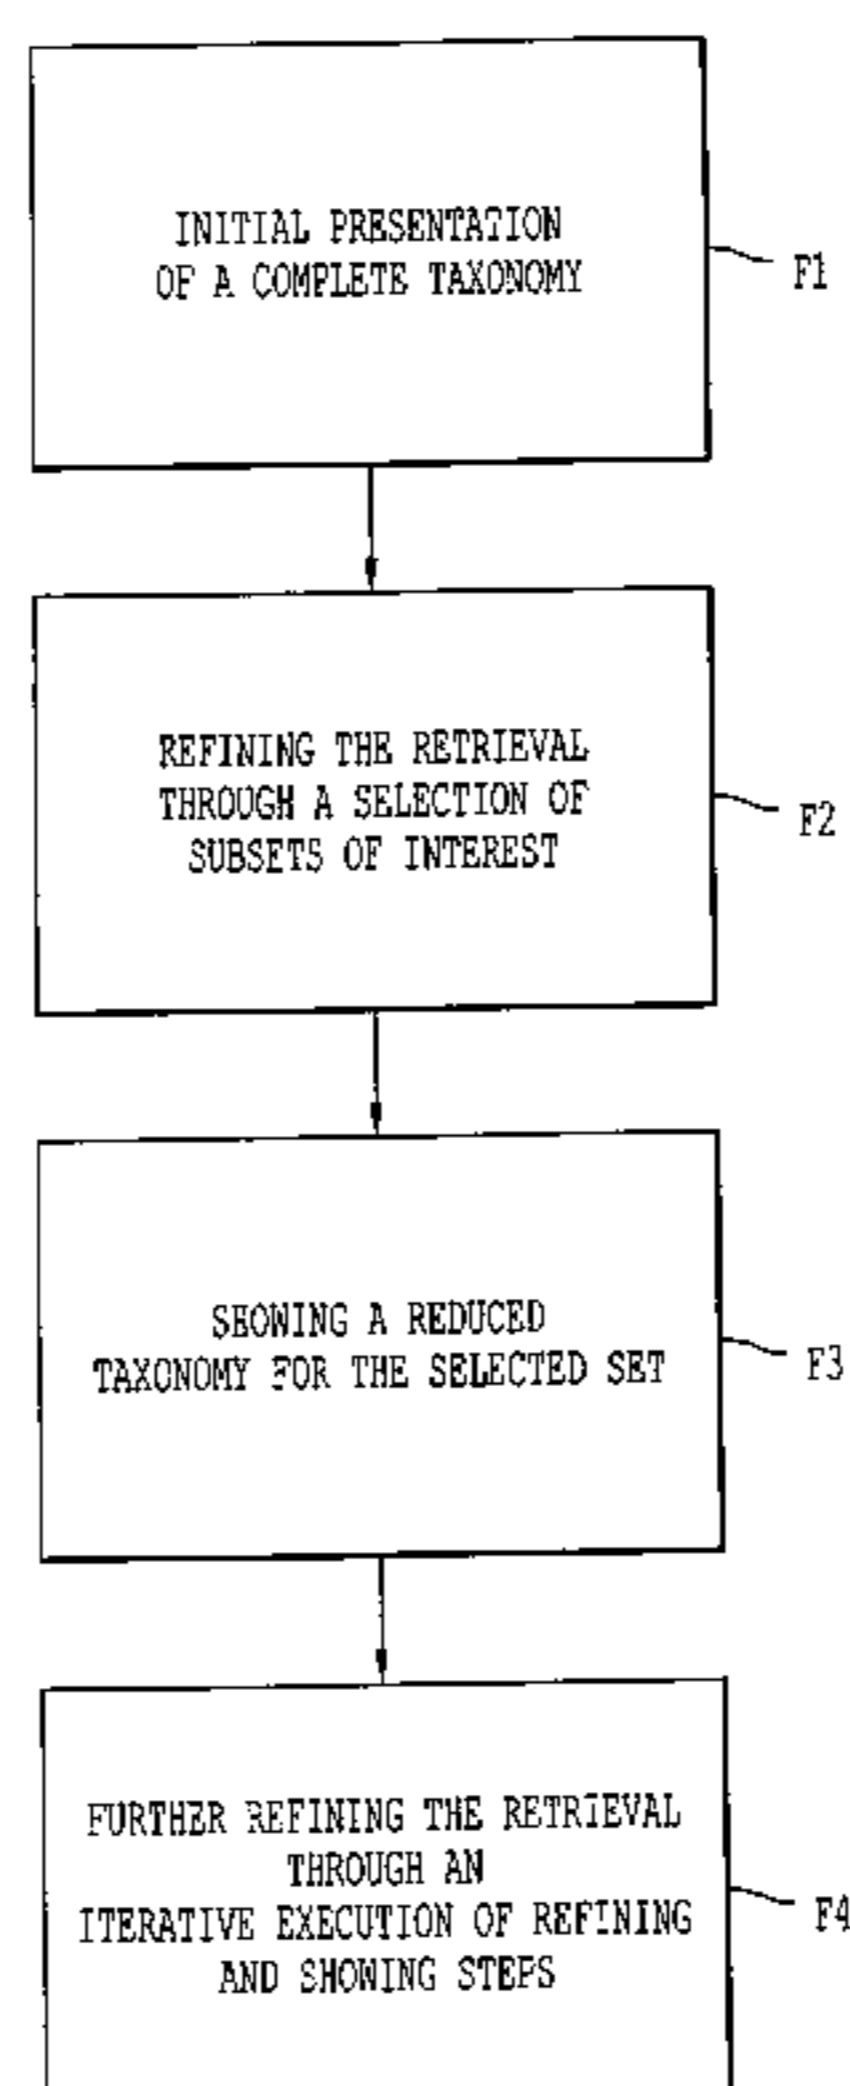 INITIAL PRESENTATION
OF A COMPLETE TAXONOMY
F1
REFINING THE RETRIEVAL
THROUGH A SELECTION OF
SUBSETS OF INTEREST
F2
SHOWING A REDUCED
TAXONOMY FOR THE SELECTED SET
F3
FURTHER REFINING THE RETRIEVAL
THROUGH AN
ITERATIVE EXECUTION OF REFINING
AND SHOWING STEPS
F4